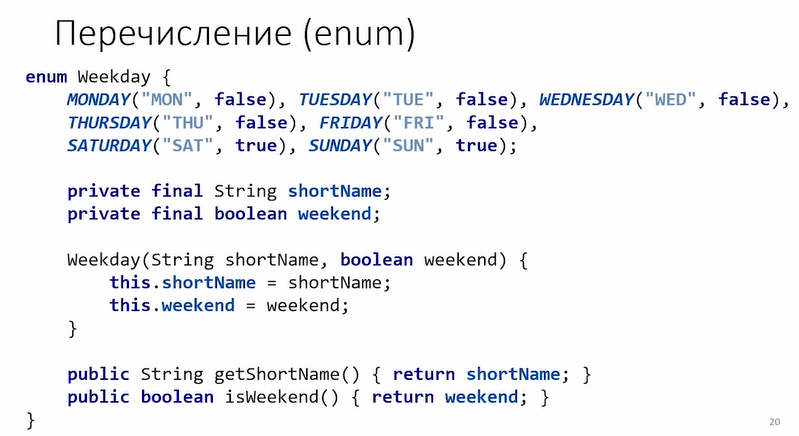 Перечисление (enum)
enum Weekday {
    MONDAY("MON", false), TUESDAY("TUE", false), WEDNESDAY("WED", false),
    THURSDAY("THU", false), FRIDAY("FRI", false),
    SATURDAY("SAT", true), SUNDAY("SUN", true);
    private final String shortName;
    private final boolean weekend;
    Weekday(String shortName, boolean weekend) {
        this.shortName = shortName;
        this.weekend = weekend;
    }
    public String getShortName() { return shortName; }
    public boolean isWeekend() { return weekend; }
}
20